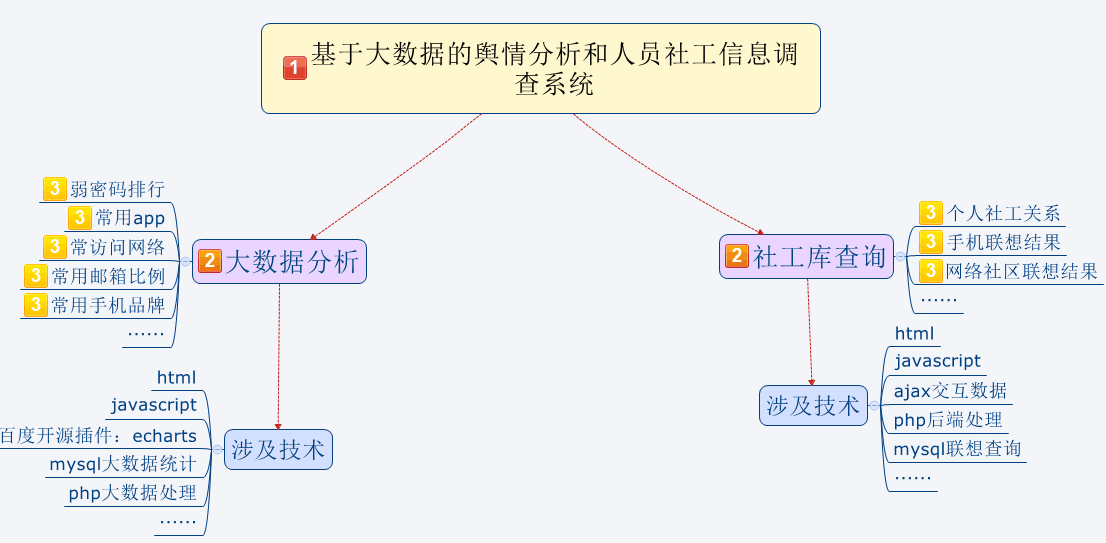 1 基于大数据的舆情分析和人员社工信息调
查系统
2 大数据分析
3 弱密码排行
3 常用app
3 常访问网络
3 常用邮箱比例
3 常用手机品牌
……
涉及技术
html
javascript
百度开源插件：echarts
mysql大数据统计
php大数据处理
……
2 社工库查询
3 个人社工关系
3 手机联想结果
3 网络社区联想结果
……
涉及技术
html
javascript
ajax交互数据
php后端处理
mysql联想查询
……